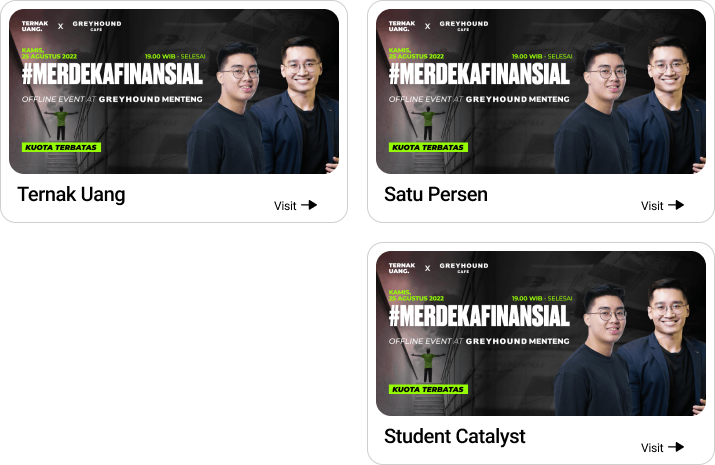 TERNAK
UANG.
X
GREYHOUND
CAFE
KAMIS,
25 AGUSTUS 2022
19.00 WIB - SELESAI
#MERDEKAFINANSIAL
OFFLINE EVENT AT GREYHOUND MENTENG
KUOTA TERBATAS
Ternak Uang
Visit
TERNAK
UANG.
X
GREYHOUND
CAFE
KAMIS,
25 AGUSTUS 2022
19.00 WIB - SELESAI
#MERDEKAFINANSIAL
OFFLINE EVENT AT GREYHOUND MENTENG
KUOTA TERBATAS
Satu Persen
Visit
TERNAK
UANG.
X
GREYHOUND
CAFE
KAMIS,
25 AGUSTUS 2022
19.00 WIB - SELESAI
#MERDEKAFINANSIAL
OFFLINE EVENT AT GREYHOUND MENTENG
KUOTA TERBATAS
Student Catalyst
Visit